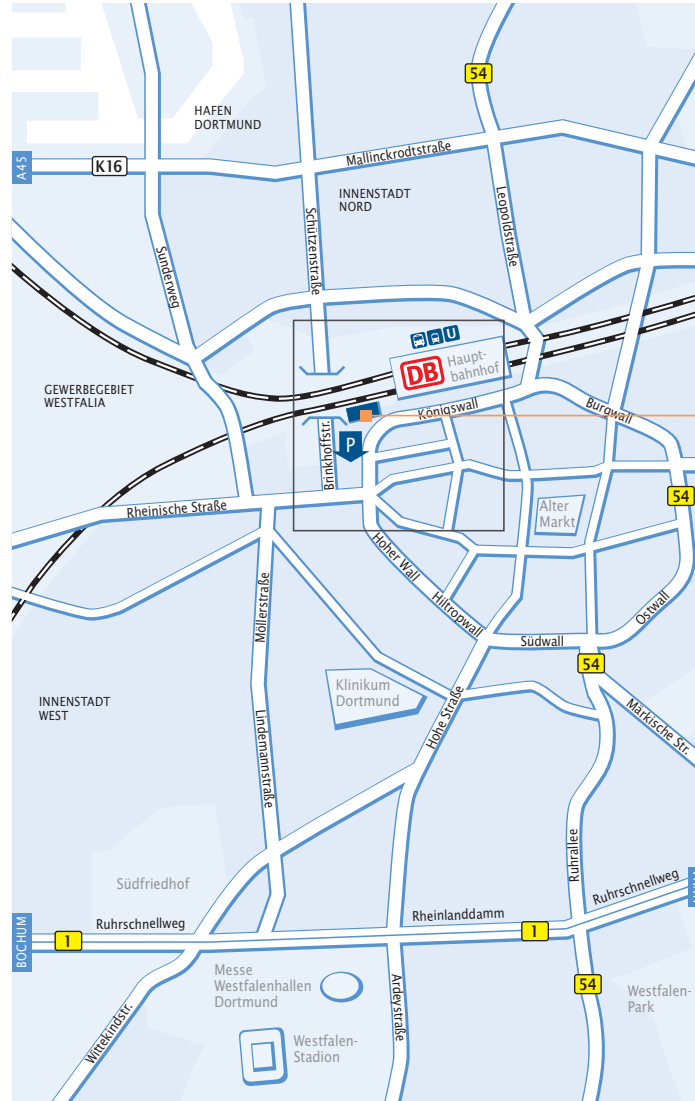 54
HAFEN
DORTMUND
Mallinckrodtstraße
A45
K16
INNENSTADT
NORD
Schützenstraße
Leopoldstraße
Sunderweg
U
DB
Haupt-
bahnhof
GEWERBEGEBIET
WESTFALIA
Königswall
Burgwall
P
Brinkhoffstr.
54
Rheinische Straße
Alter
Markt
Hoher Wall
Möllerstraße
Hiltropwall
Ostwall
Südwall
54
Klinikum
Dortmund
INNENSTADT
WEST
Hohe Straße
Märkische Str.
Lindemannstraße
Ruhrallee
Südfriedhof
Ruhrschnellweg
Rheinlanddamm
Ruhrschnellweg
BOCHUM
1
1
Messe
Westfalenhallen
Dortmund
Ardeystraße
54
Westfalen-
Park
Wittekindstr.
Westfalen-
Stadion